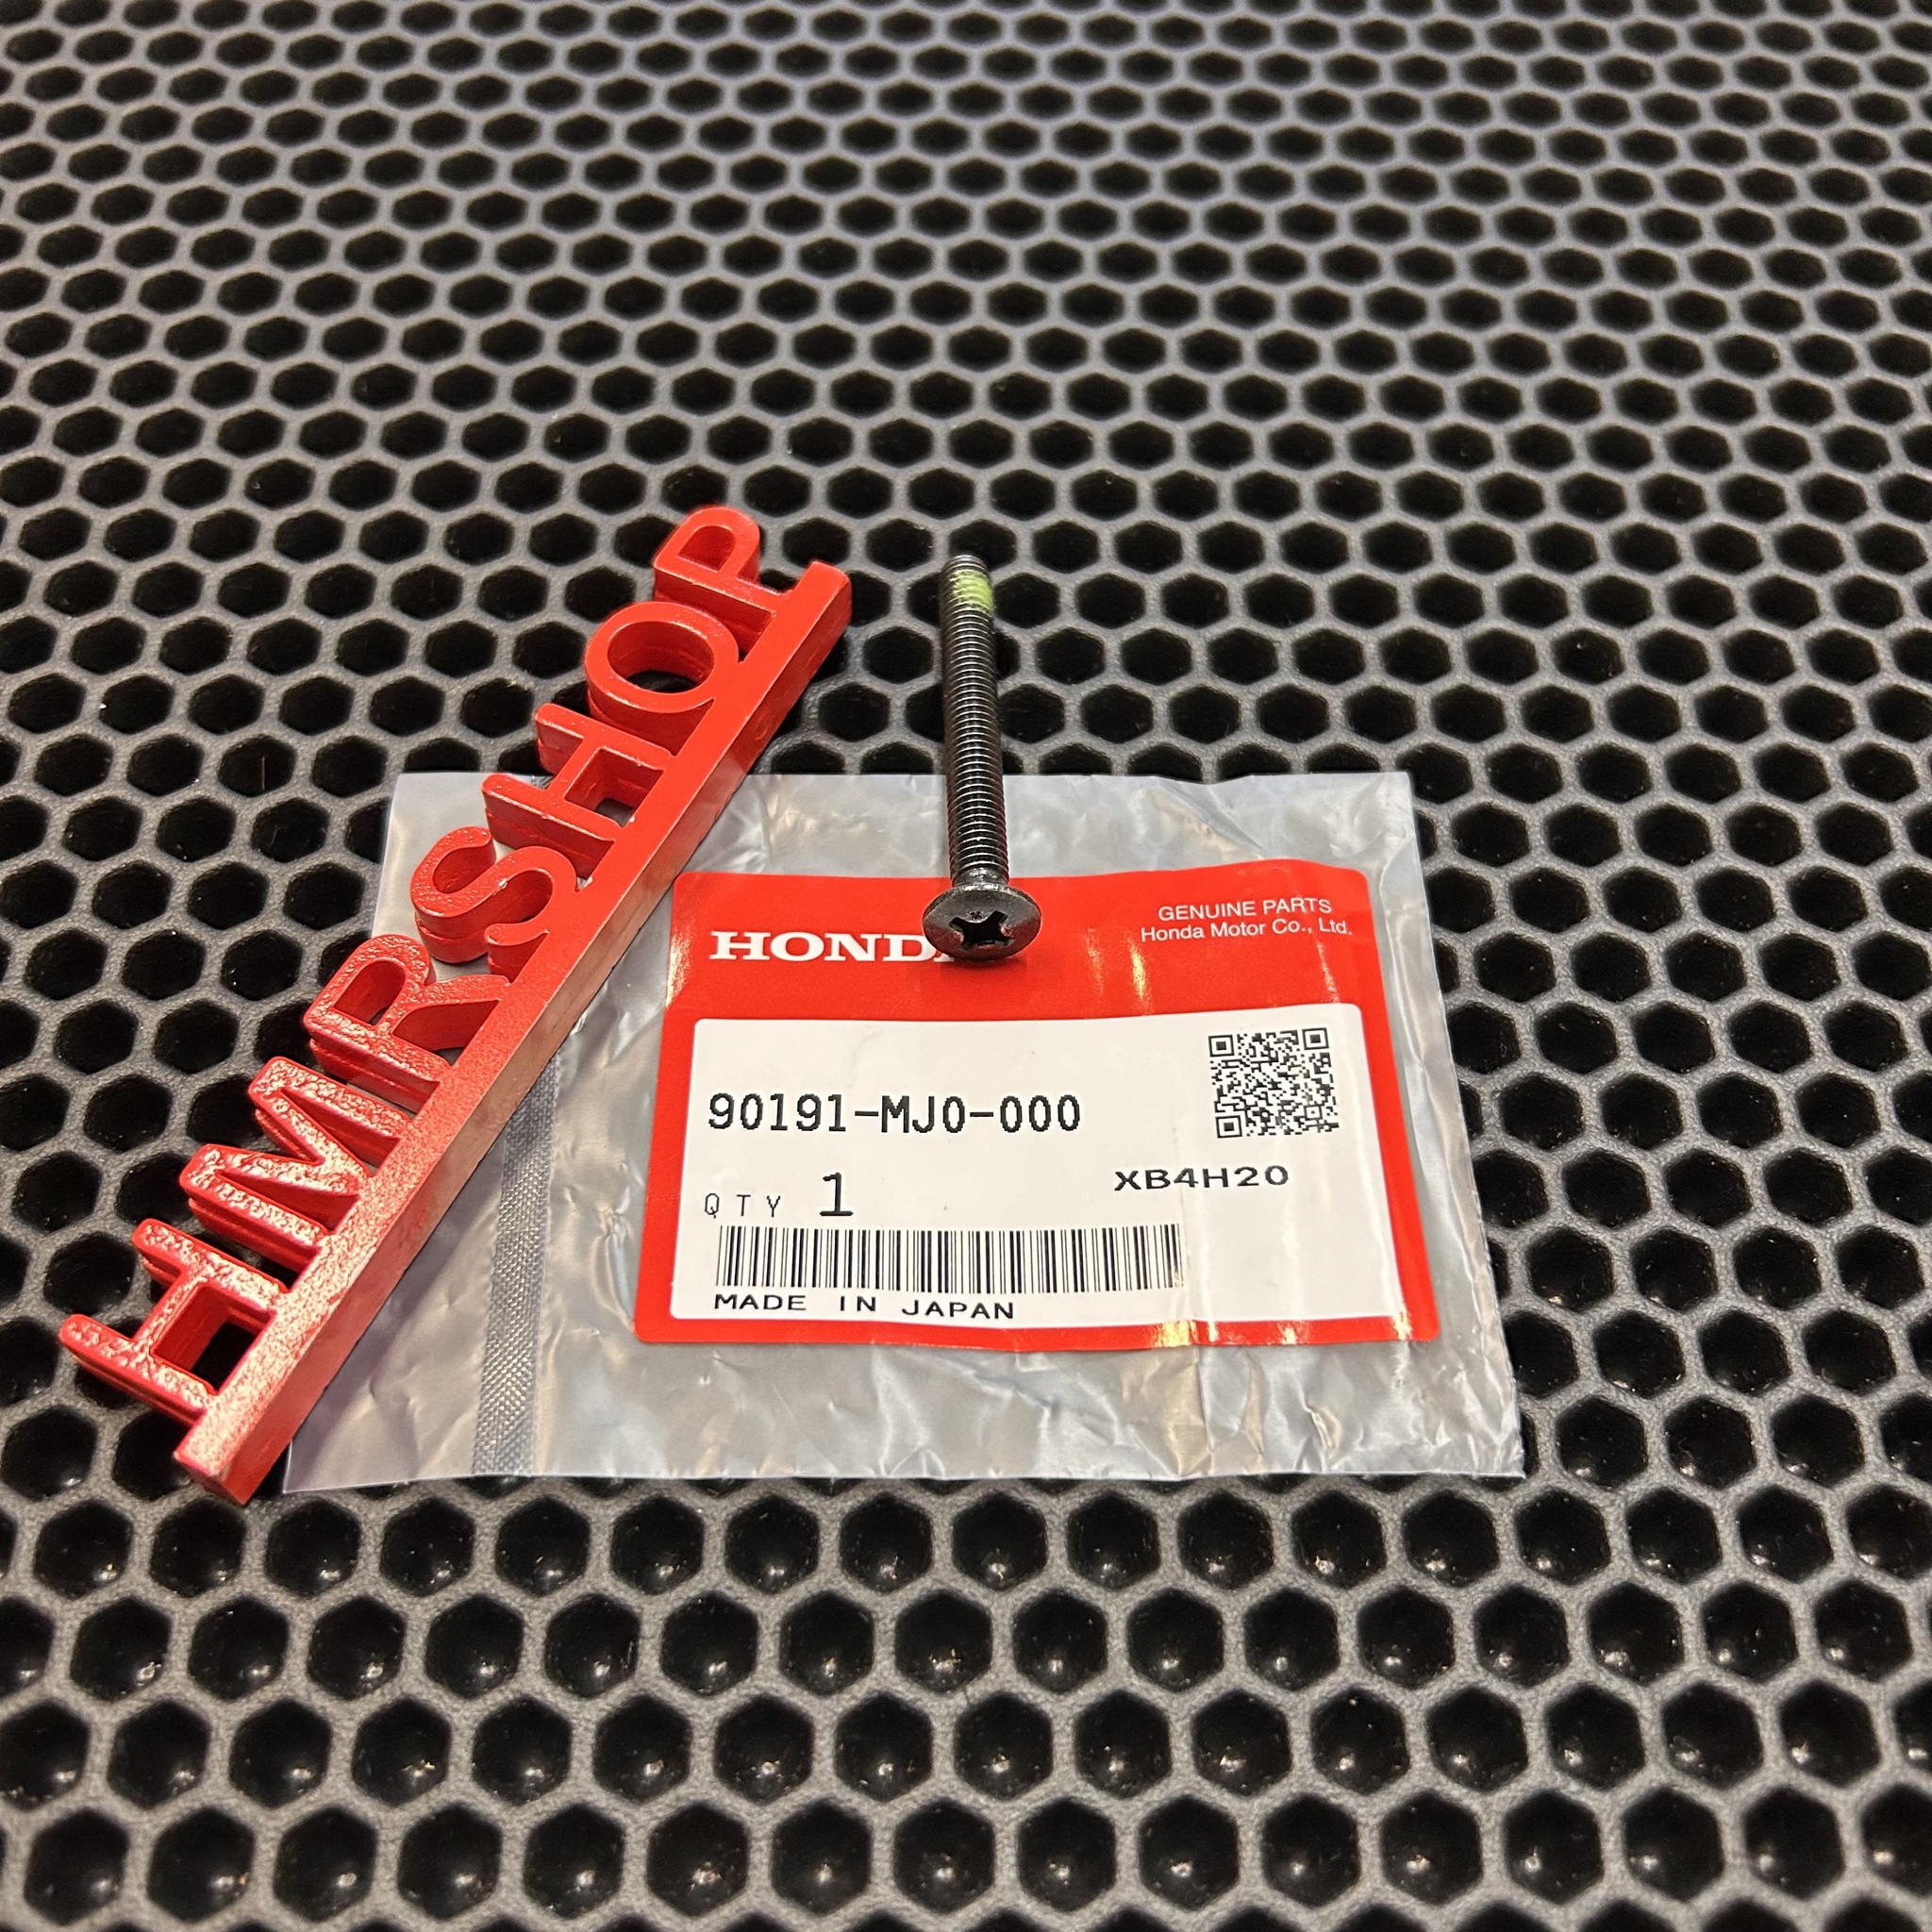 HMRSHOP
HONDA
GENUINE PARTS
Honda Motor Co., Ltd.
90191-MJ0-000
QTY 1
XB4H20
MADE IN JAPAN